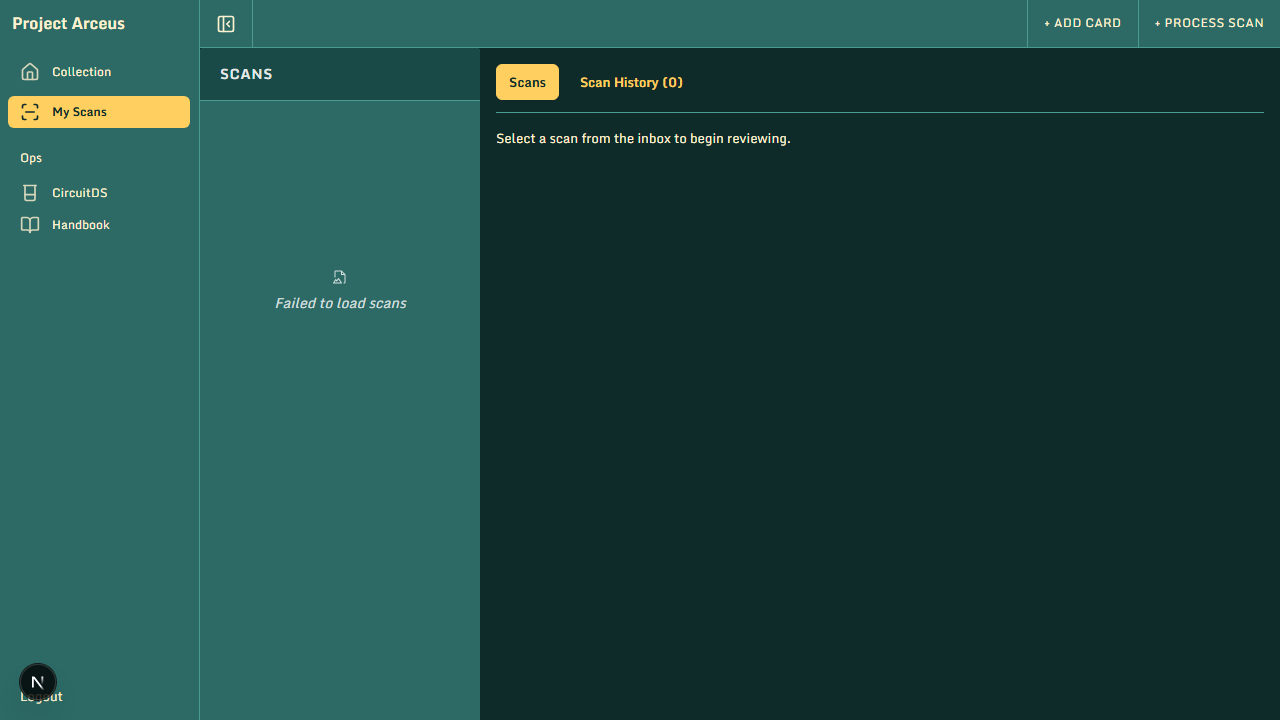 Project Arceus
+ ADD CARD
+ PROCESS SCAN
Collection
My Scans
Ops
CircuitDS
Handbook
Logout
SCANS
Failed to load scans
Scans
Scan History (0)
Select a scan from the inbox to begin reviewing.
N